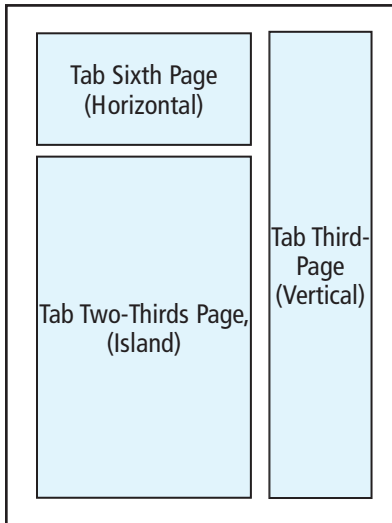 Tab Sixth Page
(Horizontal)
Tab Two-Thirds Page,
(Island)
Tab Third-
Page
(Vertical)